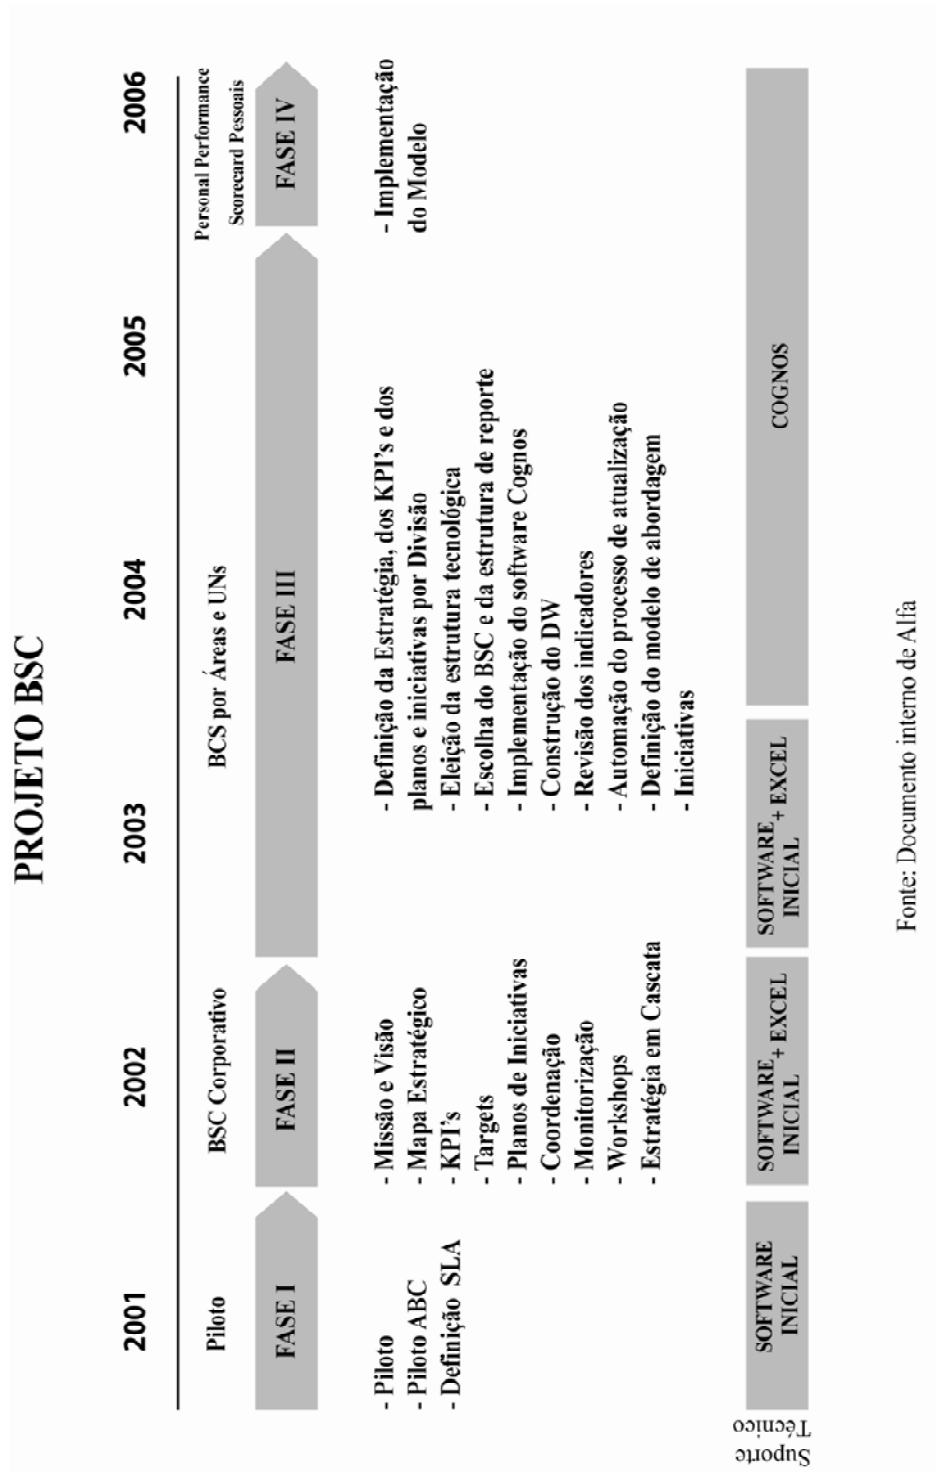 PROJETO BSC
2001 2002 2003 2004 2005 2006
Piloto
BSC Corporativo
BCS por Áreas e UNs
Personal Performance
Scorecard Pessoais
FASE I
FASE II
FASE III
FASE IV
- Piloto
- Piloto ABC
- Definição SLA
- Missão e Visão
- Mapa Estratégico
- KPI's
- Targets
- Planos de Iniciativas
- Coordenação
- Monitorização
- Workshops
- Estratégia em Cascata
- Definição da Estratégia, dos KPI's e dos
planos e iniciativas por Divisão
- Eleição da estrutura tecnológica
- Escolha do BSC e da estrutura de reporte
- Implementação do software Cognos
- Construção do DW
- Revisão dos indicadores
- Automação do processo de atualização
- Definição do modelo de abordagem
- Iniciativas
- Implementação
do Modelo
Suporte
Técnico
SOFTWARE
INICIAL
SOFTWARE + EXCEL
INICIAL
SOFTWARE + EXCEL
INICIAL
COGNOS
Fonte: Documento interno de Alfa